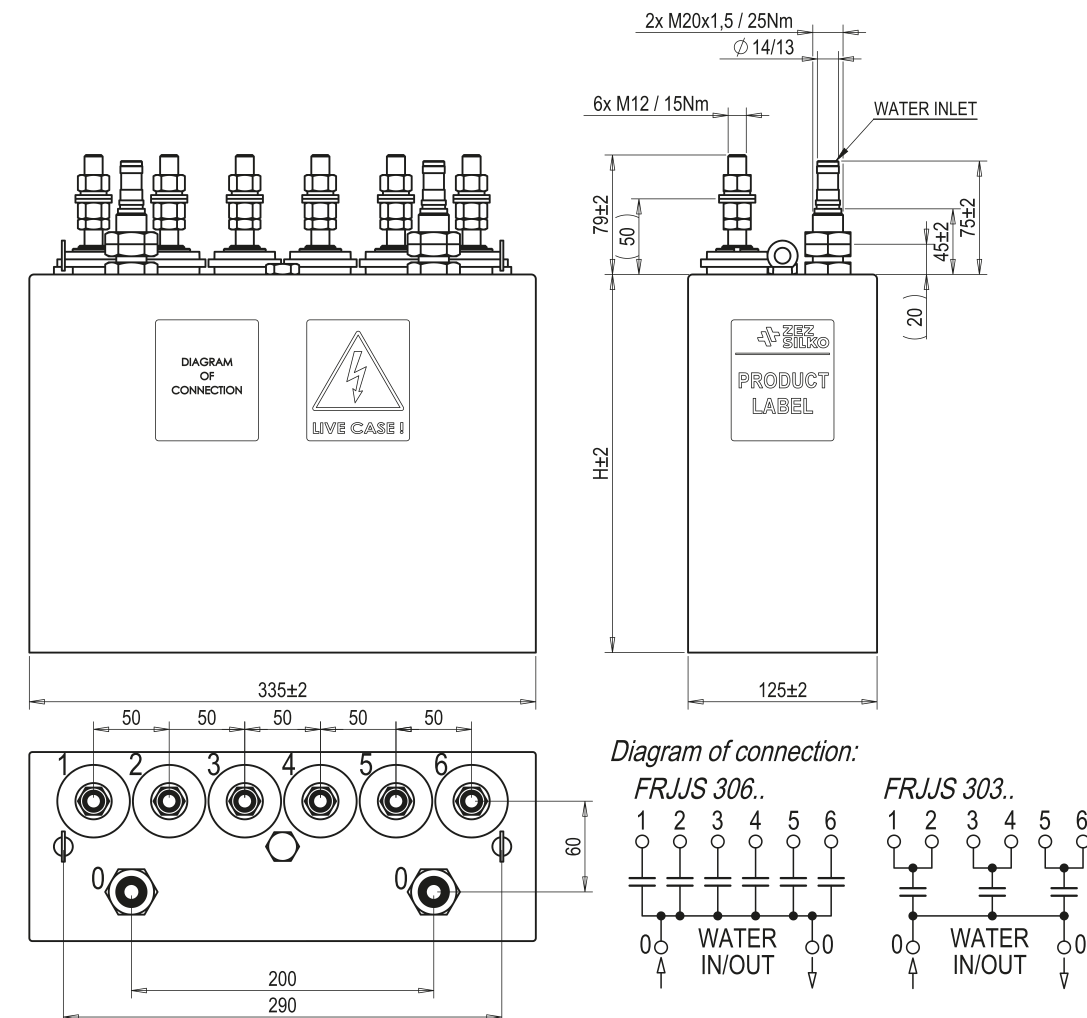 2x M20x1,5 / 25Nm
∅ 14/13
6x M12 / 15Nm
WATER INLET
79±2
(50)
45±2
75±2
(20)
DIAGRAM
OF
CONNECTION
LIVE CASE !
ZEZ
SILKO
PRODUCT
LABEL
H±2
335±2
125±2
50 50 50 50 50
1 2 3 4 5 6
60
0 0
200
290
Diagram of connection:
FRJJS 306..
1 2 3 4 5 6
0 WATER 0
IN/OUT
FRJJS 303..
1 2 3 4 5 6
0 WATER 0
IN/OUT